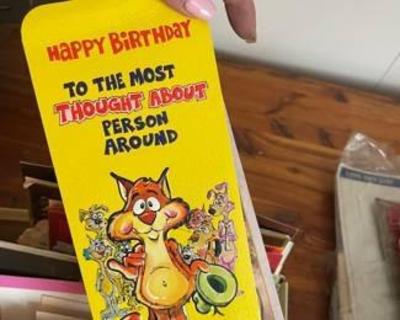 HAPPY BIRTHDAY
TO THE MOST
THOUGHT ABOUT
PERSON
AROUND